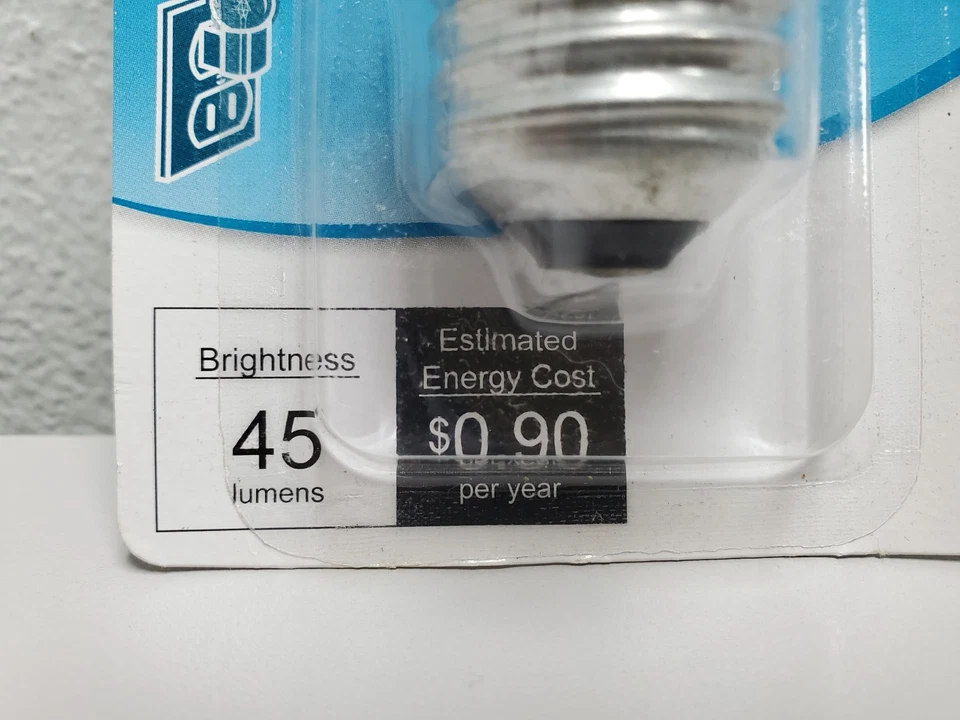 Brightness
45
lumens
Estimated
Energy Cost
$0.90
per year